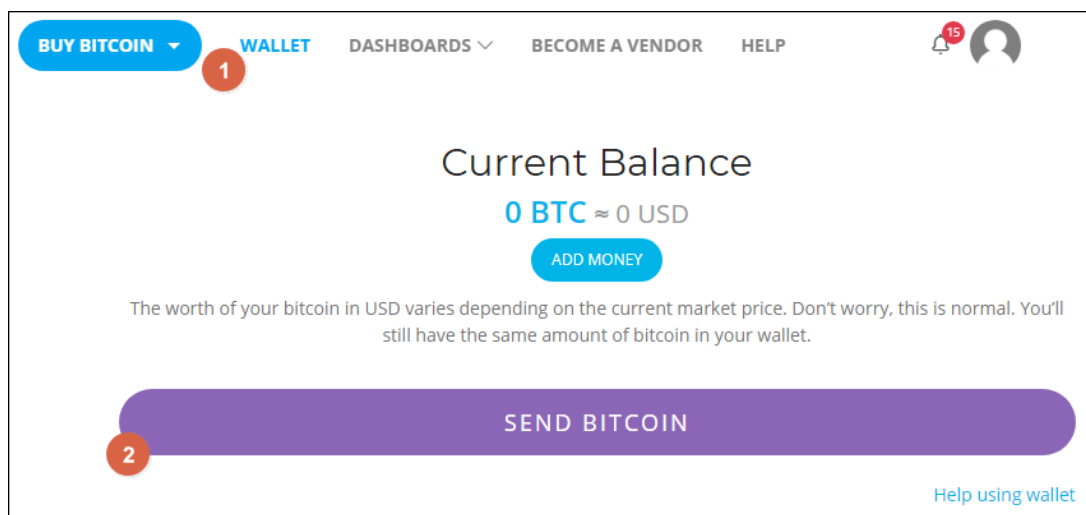 BUY BITCOIN WALLET DASHBOARDS BECOME A VENDOR HELP 15
1
Current Balance
0 BTC ≈ 0 USD
ADD MONEY
The worth of your bitcoin in USD varies depending on the current market price. Don't worry, this is normal. You'll
still have the same amount of bitcoin in your wallet.
SEND BITCOIN
2
Help using wallet